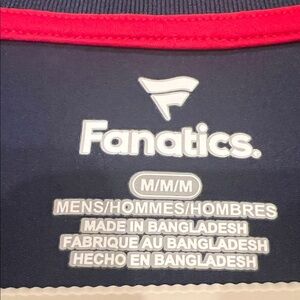 Fanatics.
M/M/M
MENS/HOMMES/HOMBRES
MADE IN BANGLADESH
FABRIQUE AU BANGLADESH
HECHO EN BANGLADESH